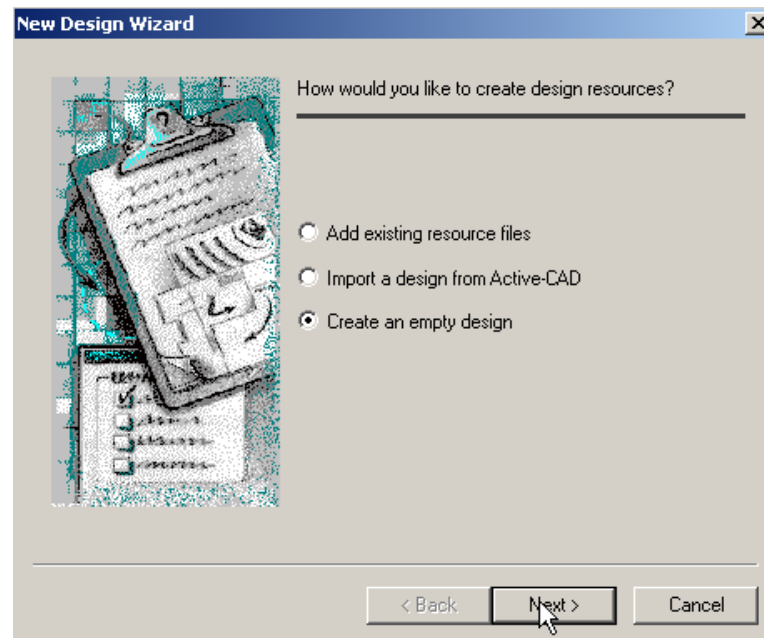 New Design Wizard
How would you like to create design resources?
Add existing resource files
Import a design from Active-CAD
Create an empty design
< Back
Next >
Cancel